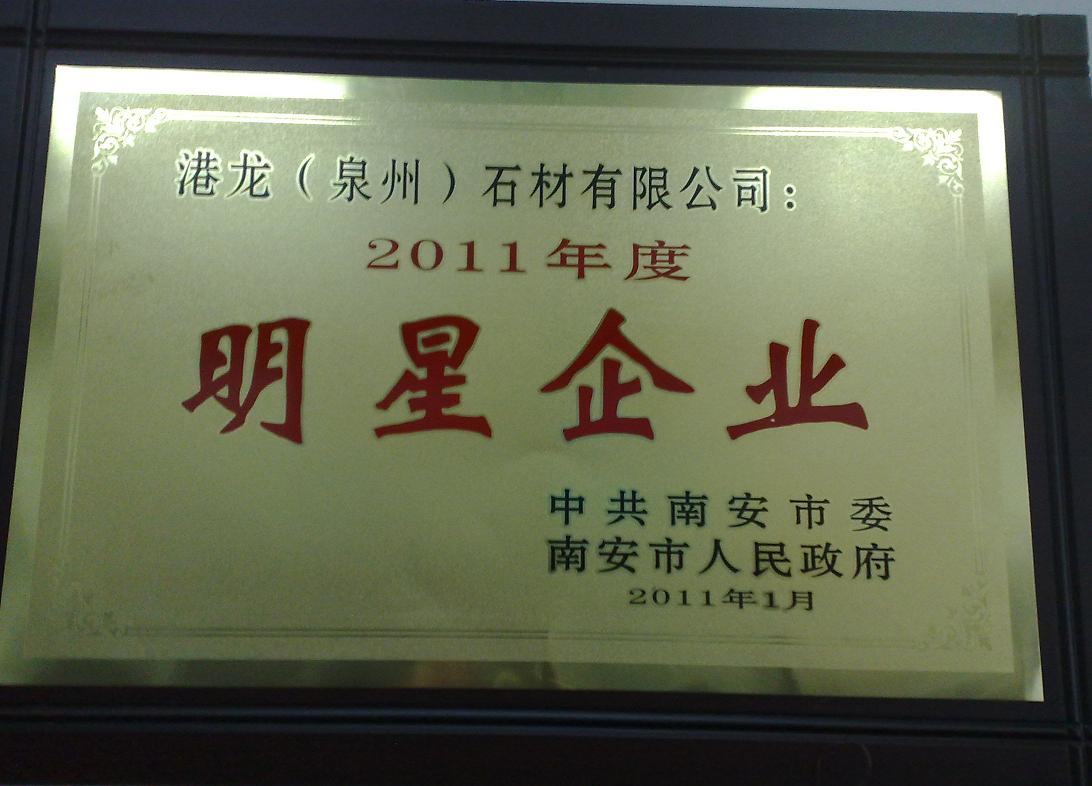 港龙（泉州）石材有限公司：
2011年度
明星企业
中共南安市委
南安市人民政府
2011年1月